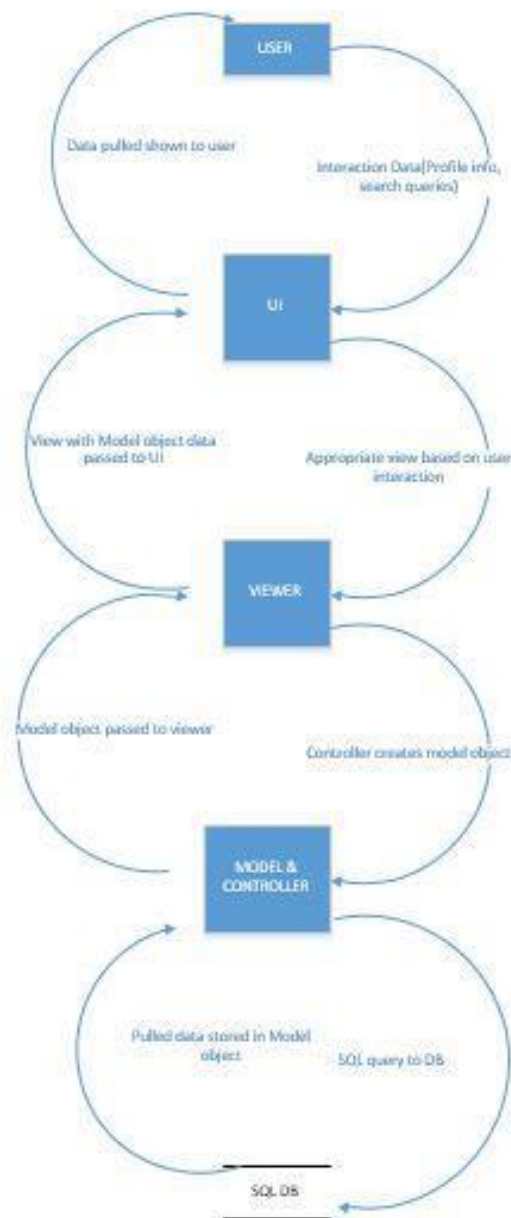 USER
Data pulled shown to user
Interaction Data(Profile info,
search queries)
UI
View with Model object data
passed to UI
Appropriate view based on user
interaction
VIEWER
Model object passed to viewer
Controller creates model object
MODEL &
CONTROLLER
Pulled data stored in Model
object
SQL query to DB
SQL DB